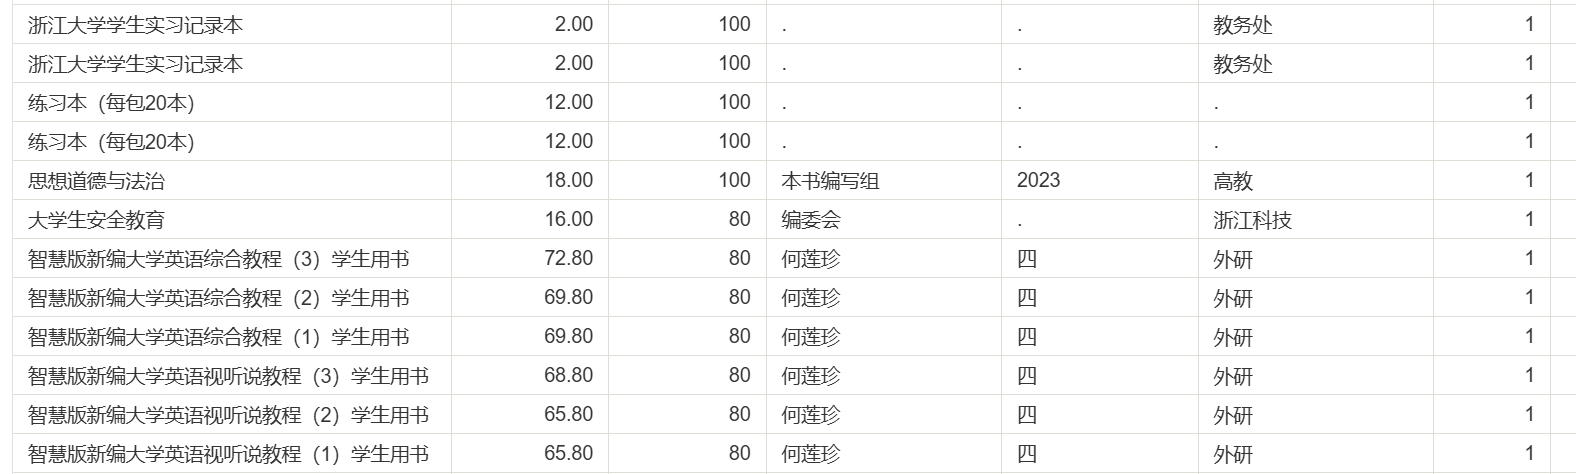 浙江大学学生实习记录本 2.00 100 . . 教务处 1
浙江大学学生实习记录本 2.00 100 . . 教务处 1
练习本（每包20本） 12.00 100 . . . 1
练习本（每包20本） 12.00 100 . . . 1
思想道德与法治 18.00 100 本书编写组 2023 高教 1
大学生安全教育 16.00 80 编委会 . 浙江科技 1
智慧版新编大学英语综合教程（3）学生用书 72.80 80 何莲珍 四 外研 1
智慧版新编大学英语综合教程（2）学生用书 69.80 80 何莲珍 四 外研 1
智慧版新编大学英语综合教程（1）学生用书 69.80 80 何莲珍 四 外研 1
智慧版新编大学英语视听说教程（3）学生用书 68.80 80 何莲珍 四 外研 1
智慧版新编大学英语视听说教程（2）学生用书 65.80 80 何莲珍 四 外研 1
智慧版新编大学英语视听说教程（1）学生用书 65.80 80 何莲珍 四 外研 1